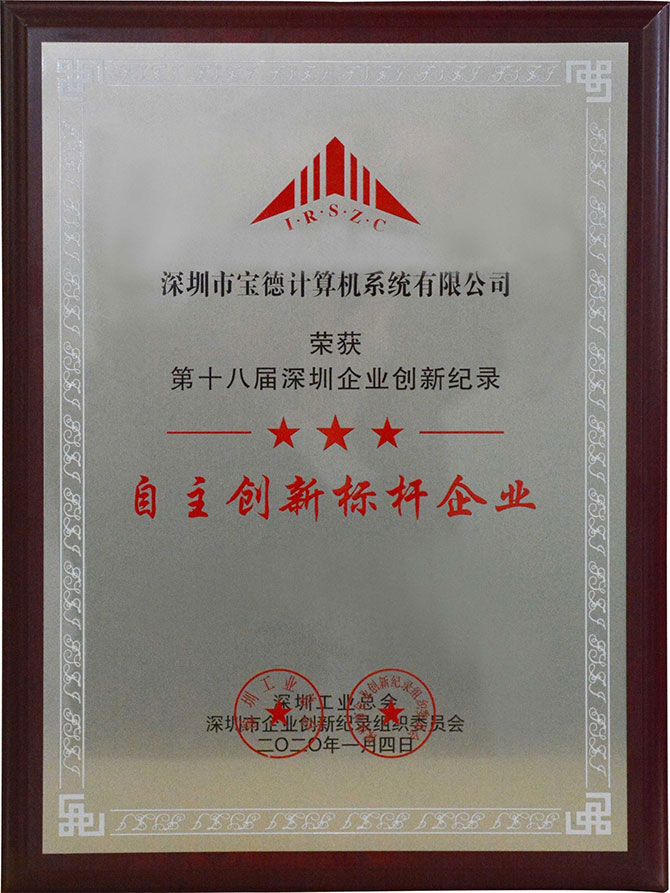 I·R·S·Z·C
深圳市宝德计算机系统有限公司
荣获
第十八届深圳企业创新纪录
自主创新标杆企业
深圳工业总会
深圳市企业创新纪录组织委员会
二〇二〇年一月四日